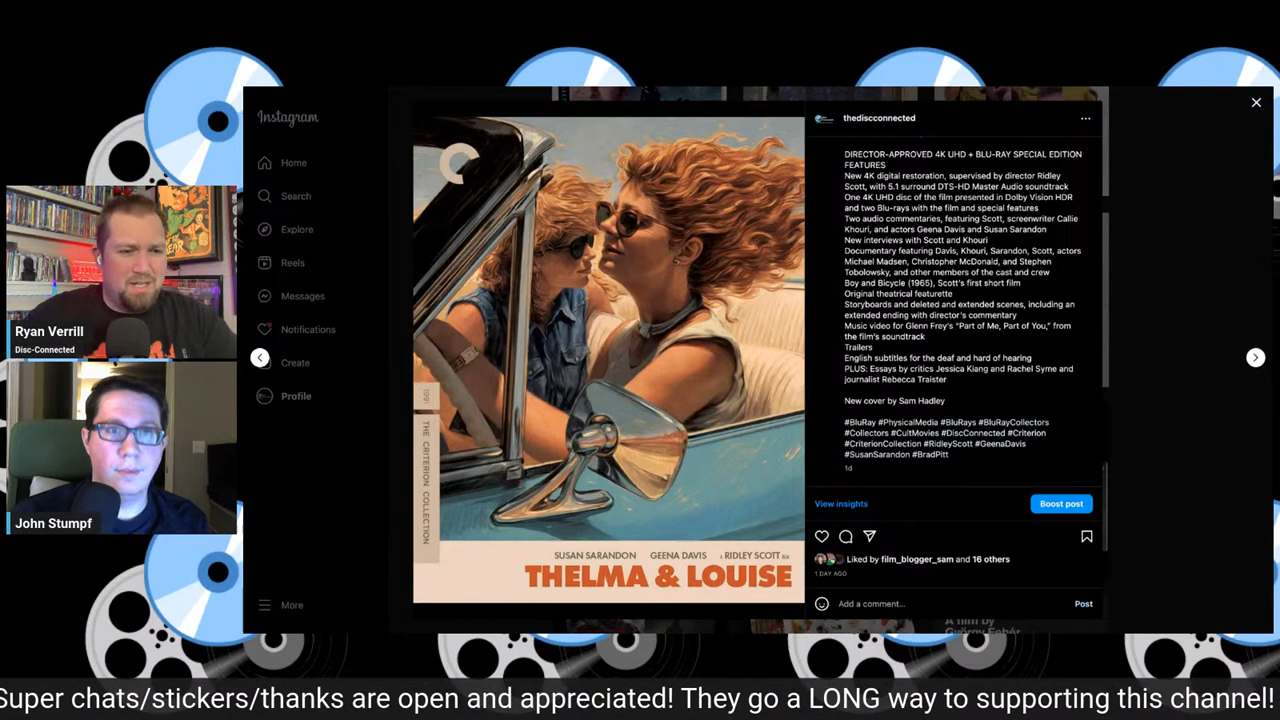 Instagram
Home
Search
Explore
Reels
Messages
Notifications
Create
Profile
More
Ryan Verrill
Disc-Connected
John Stumpf
1991
THE CRITERION COLLECTION
SUSAN SARANDON GEENA DAVIS A RIDLEY SCOTT FILM
THELMA & LOUISE
thediscconnected
DIRECTOR-APPROVED 4K UHD + BLU-RAY SPECIAL EDITION
FEATURES
New 4K digital restoration, supervised by director Ridley
Scott, with 5.1 surround DTS-HD Master Audio soundtrack
One 4K UHD disc of the film presented in Dolby Vision HDR
and two Blu-rays with the film and special features
Two audio commentaries, featuring Scott, screenwriter Callie
Khouri, and actors Geena Davis and Susan Sarandon
New interviews with Scott and Khouri
Documentary featuring Davis, Khouri, Sarandon, Scott, actors
Michael Madsen, Christopher McDonald, and Stephen
Tobolowsky, and other members of the cast and crew
Boy and Bicycle (1965), Scott's first short film
Original theatrical featurette
Storyboards and deleted and extended scenes, including an
extended ending with director's commentary
Music video for Glenn Frey's "Part of Me, Part of You," from
the film's soundtrack
Trailers
English subtitles for the deaf and hard of hearing
PLUS: Essays by critics Jessica Kiang and Rachel Syme and
journalist Rebecca Traister
New cover by Sam Hadley
#BluRay #PhysicalMedia #BluRays #BluRayCollectors
#Collectors #CultMovies #DiscConnected #Criterion
#CriterionCollection #RidleyScott #GeenaDavis
#SusanSarandon #BradPitt
1d
View insights
Boost post
Liked by film_blogger_sam and 16 others
1 DAY AGO
Add a comment...
Post
A film by
György Fehér
Super chats/stickers/thanks are open and appreciated! They go a LONG way to supporting this channel!